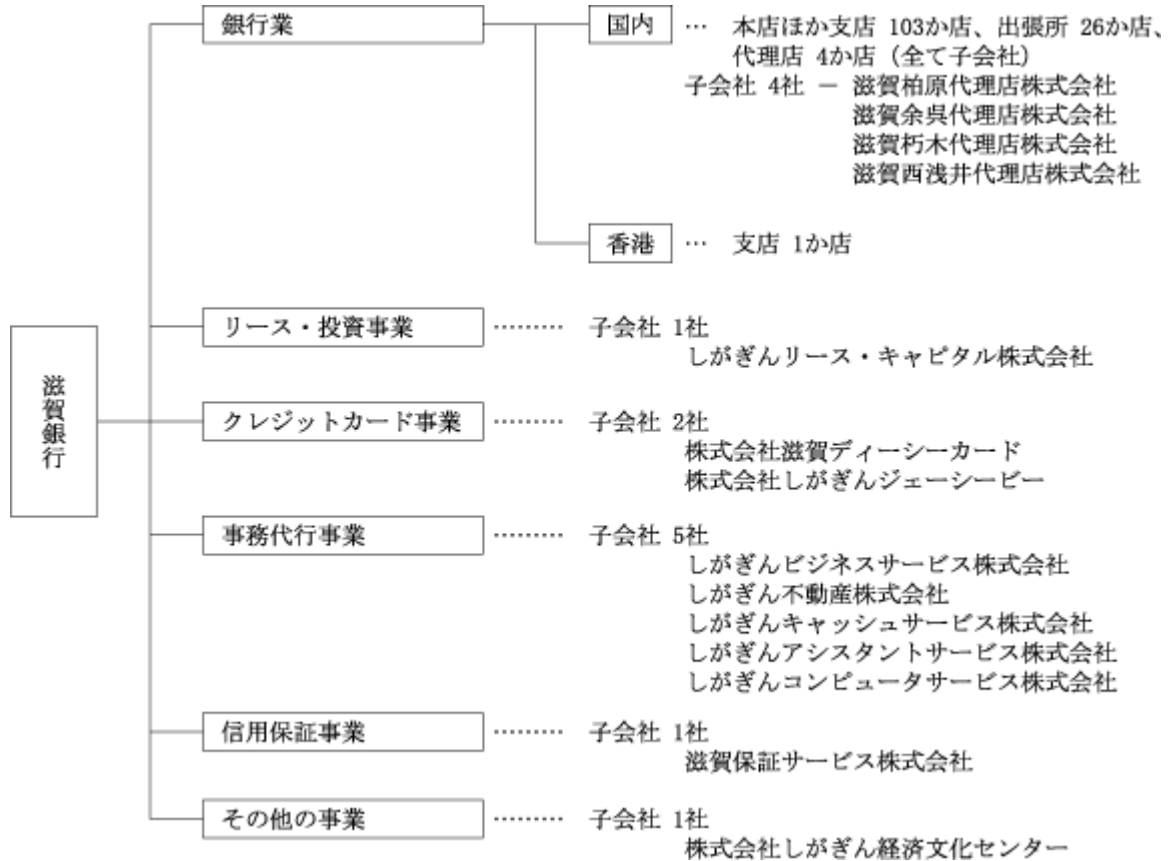 滋賀銀行
銀行業
国内 … 本店ほか支店 103か店、出張所 26か店、
代理店 4か店 (全て子会社)
子会社 4社 － 滋賀柏原代理店株式会社
滋賀余呉代理店株式会社
滋賀朽木代理店株式会社
滋賀西浅井代理店株式会社
香港 … 支店 1か店
リース・投資事業 ……… 子会社 1社
しがぎんリース・キャピタル株式会社
クレジットカード事業 ……… 子会社 2社
株式会社滋賀ディーシーカード
株式会社しがぎんジェーシービー
事務代行事業 ……… 子会社 5社
しがぎんビジネスサービス株式会社
しがぎん不動産株式会社
しがぎんキャッシュサービス株式会社
しがぎんアシスタントサービス株式会社
しがぎんコンピュータサービス株式会社
信用保証事業 ……… 子会社 1社
滋賀保証サービス株式会社
その他の事業 ……… 子会社 1社
株式会社しがぎん経済文化センター